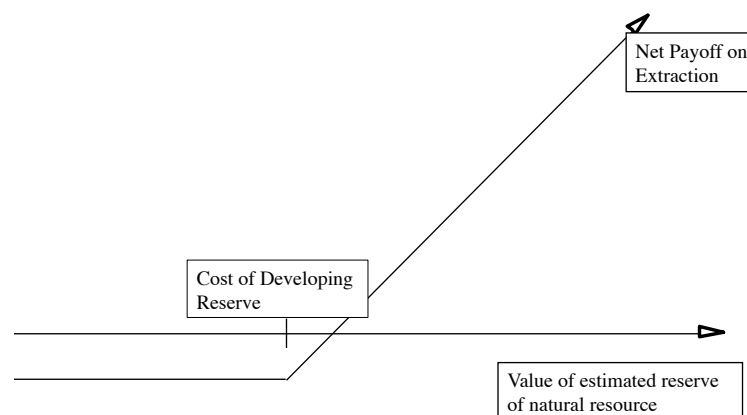 Net Payoff on
Extraction
Cost of Developing
Reserve
Value of estimated reserve
of natural resource